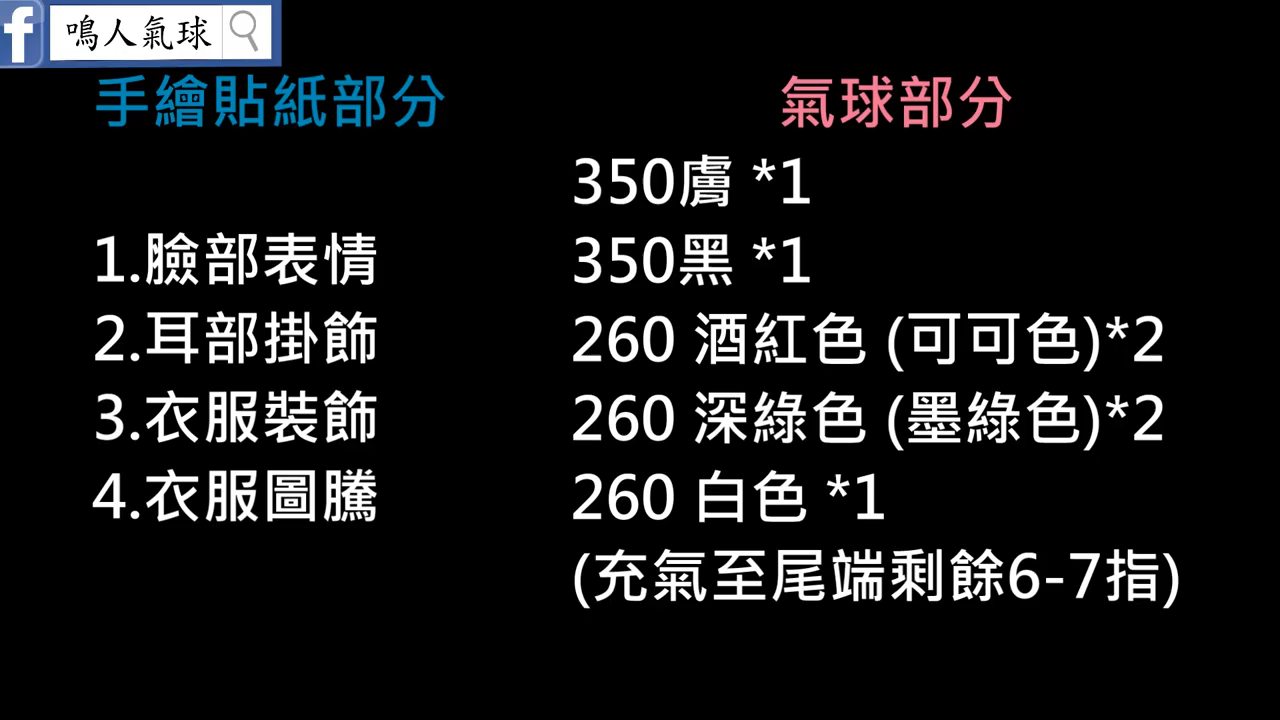 f 鳴人氣球
手繪貼紙部分
1.臉部表情
2.耳部掛飾
3.衣服裝飾
4.衣服圖騰
氣球部分
350膚 *1
350黑 *1
260 酒紅色 (可可色)*2
260 深綠色 (墨綠色)*2
260 白色 *1
(充氣至尾端剩餘6-7指)